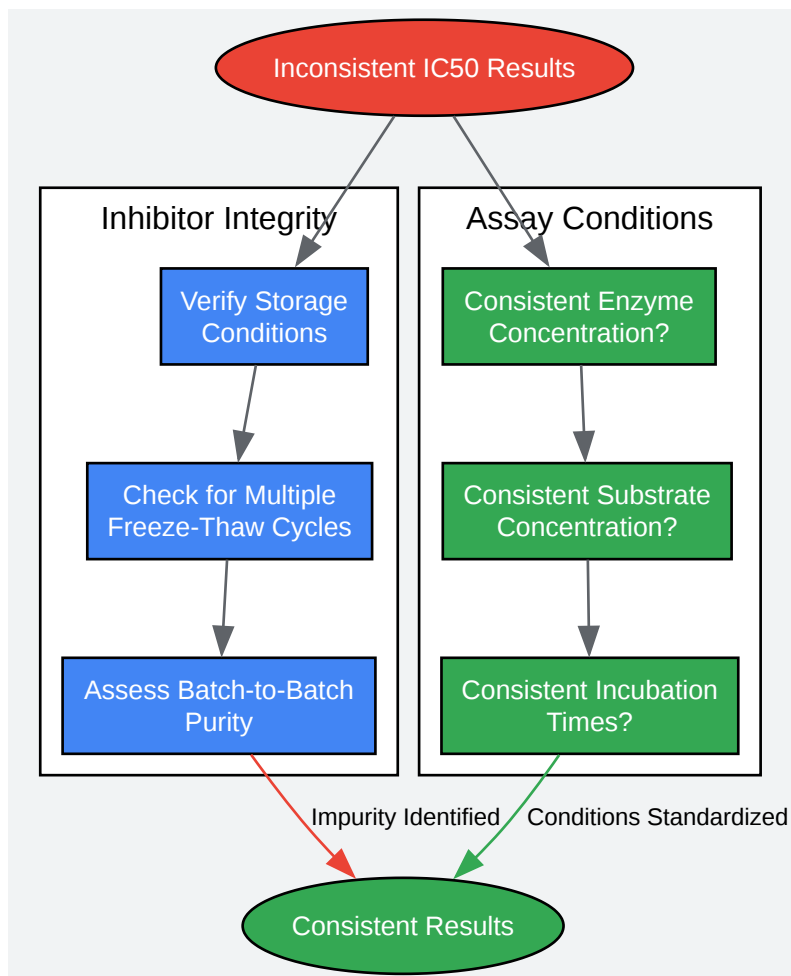 Inconsistent IC50 Results
Inhibitor Integrity
Verify Storage
Conditions
Check for Multiple
Freeze-Thaw Cycles
Assess Batch-to-Batch
Purity
Assay Conditions
Consistent Enzyme
Concentration?
Consistent Substrate
Concentration?
Consistent Incubation
Times?
Impurity Identified
Conditions Standardized
Consistent Results